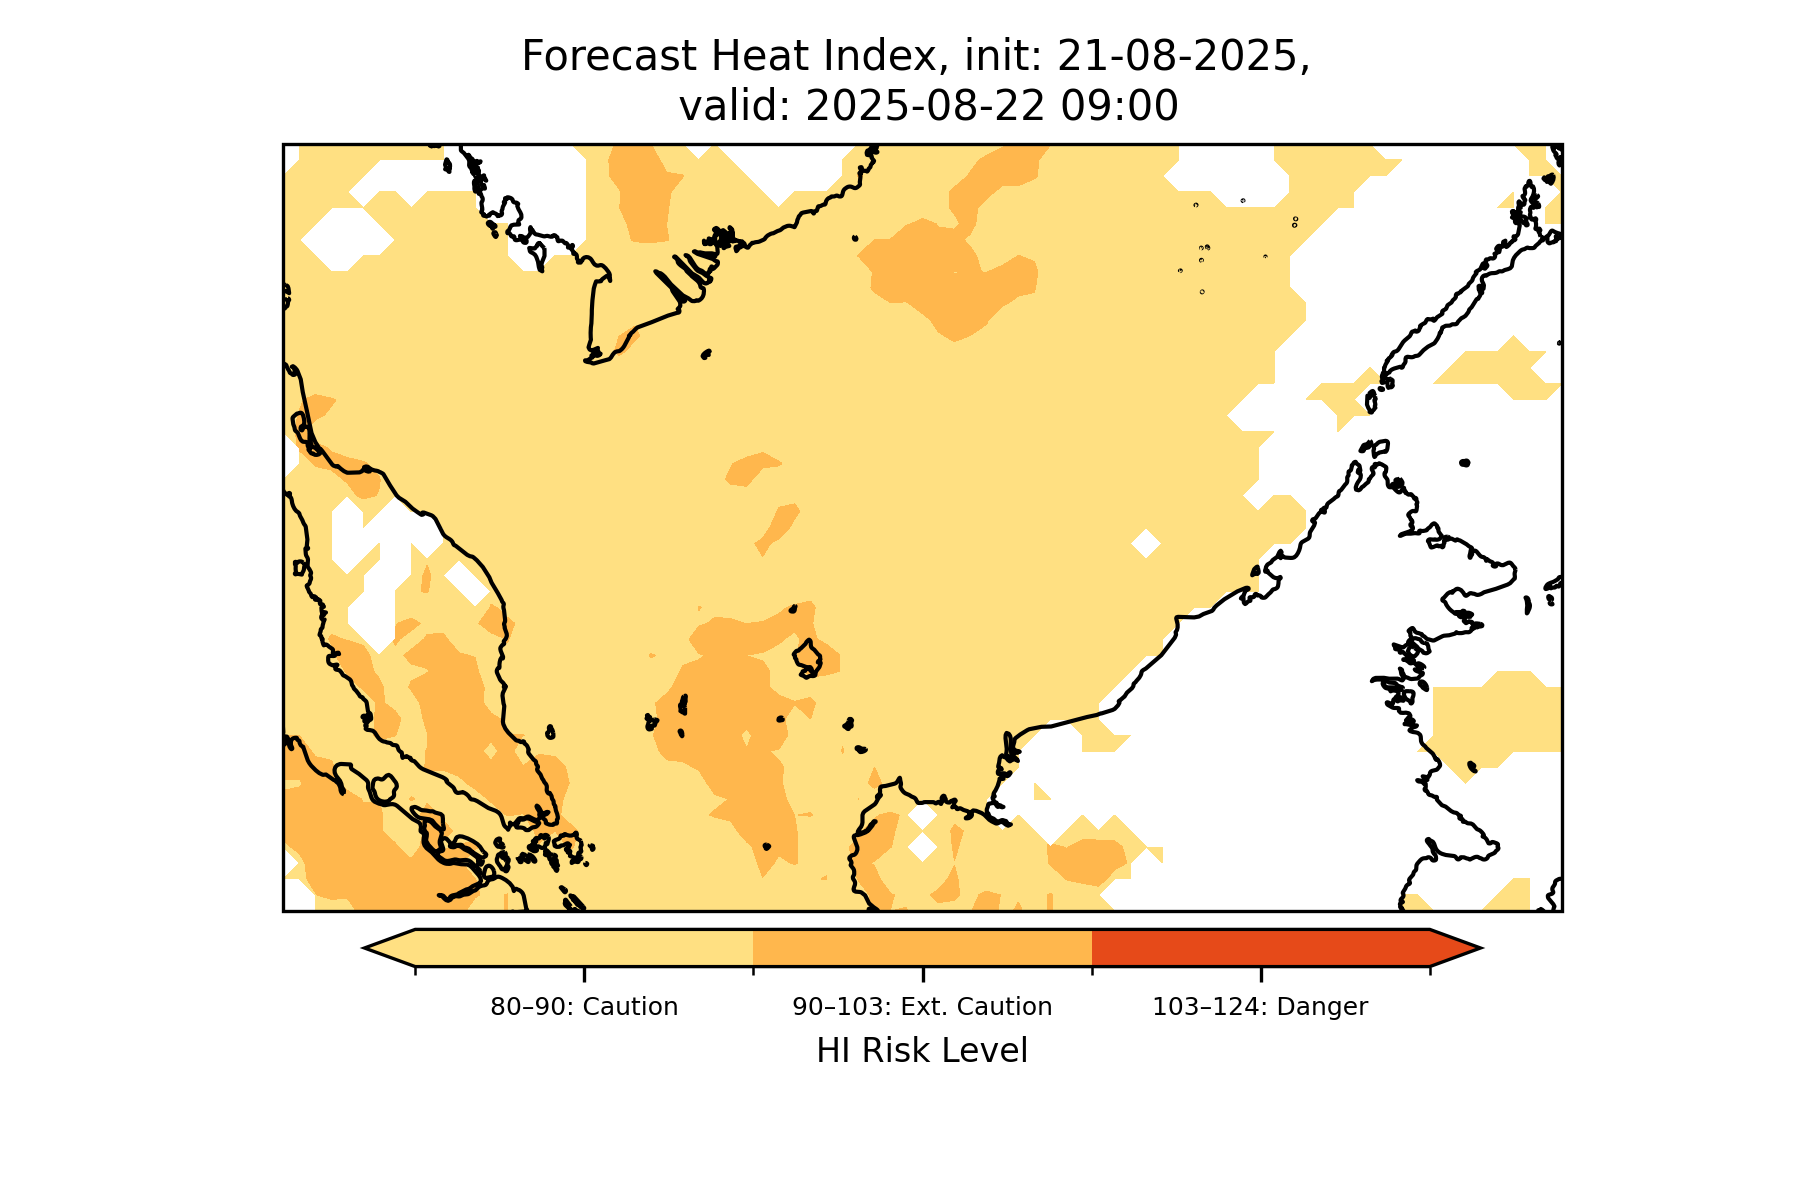 Forecast Heat Index, init: 21-08-2025,
valid: 2025-08-22 09:00
80–90: Caution
90–103: Ext. Caution
103–124: Danger
HI Risk Level